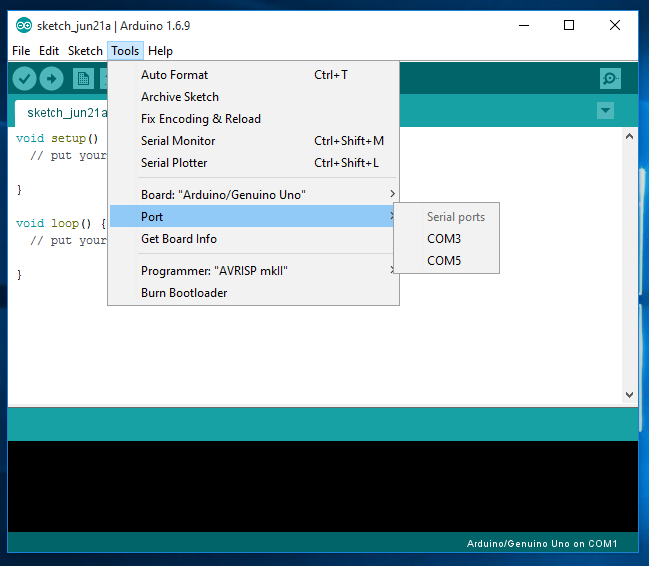 sketch_jun21a | Arduino 1.6.9
File Edit Sketch Tools Help
sketch_jun21a
void setup()
// put your
}
void loop() {
// put your
}
Auto Format Ctrl+T
Archive Sketch
Fix Encoding & Reload
Serial Monitor Ctrl+Shift+M
Serial Plotter Ctrl+Shift+L
Board: "Arduino/Genuino Uno"
Port
Get Board Info
Programmer: "AVRISP mkII"
Burn Bootloader
Serial ports
COM3
COM5
Arduino/Genuino Uno on COM1